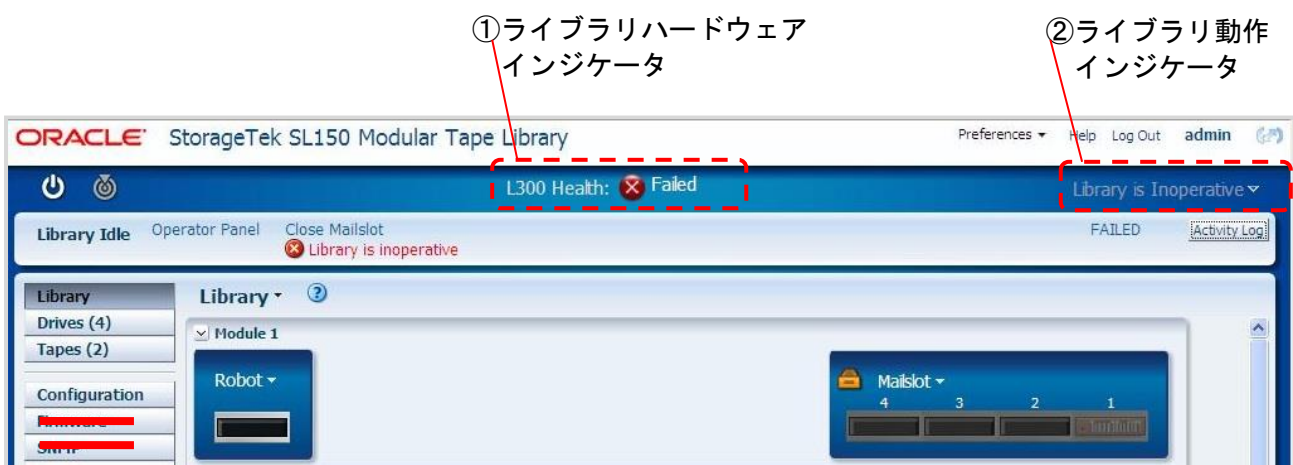 ①ライブラリハードウェア
インジケータ
②ライブラリ動作
インジケータ
ORACLE StorageTek SL150 Modular Tape Library
Preferences Help Log Out admin
L300 Health: Failed
Library is Inoperative
Library Idle Operator Panel Close Mailslot FAILED Activity Log
Library is inoperative
Library
Library
Drives (4)
Tapes (2)
Module 1
Configuration
Robot
Mailslot
4 3 2 1